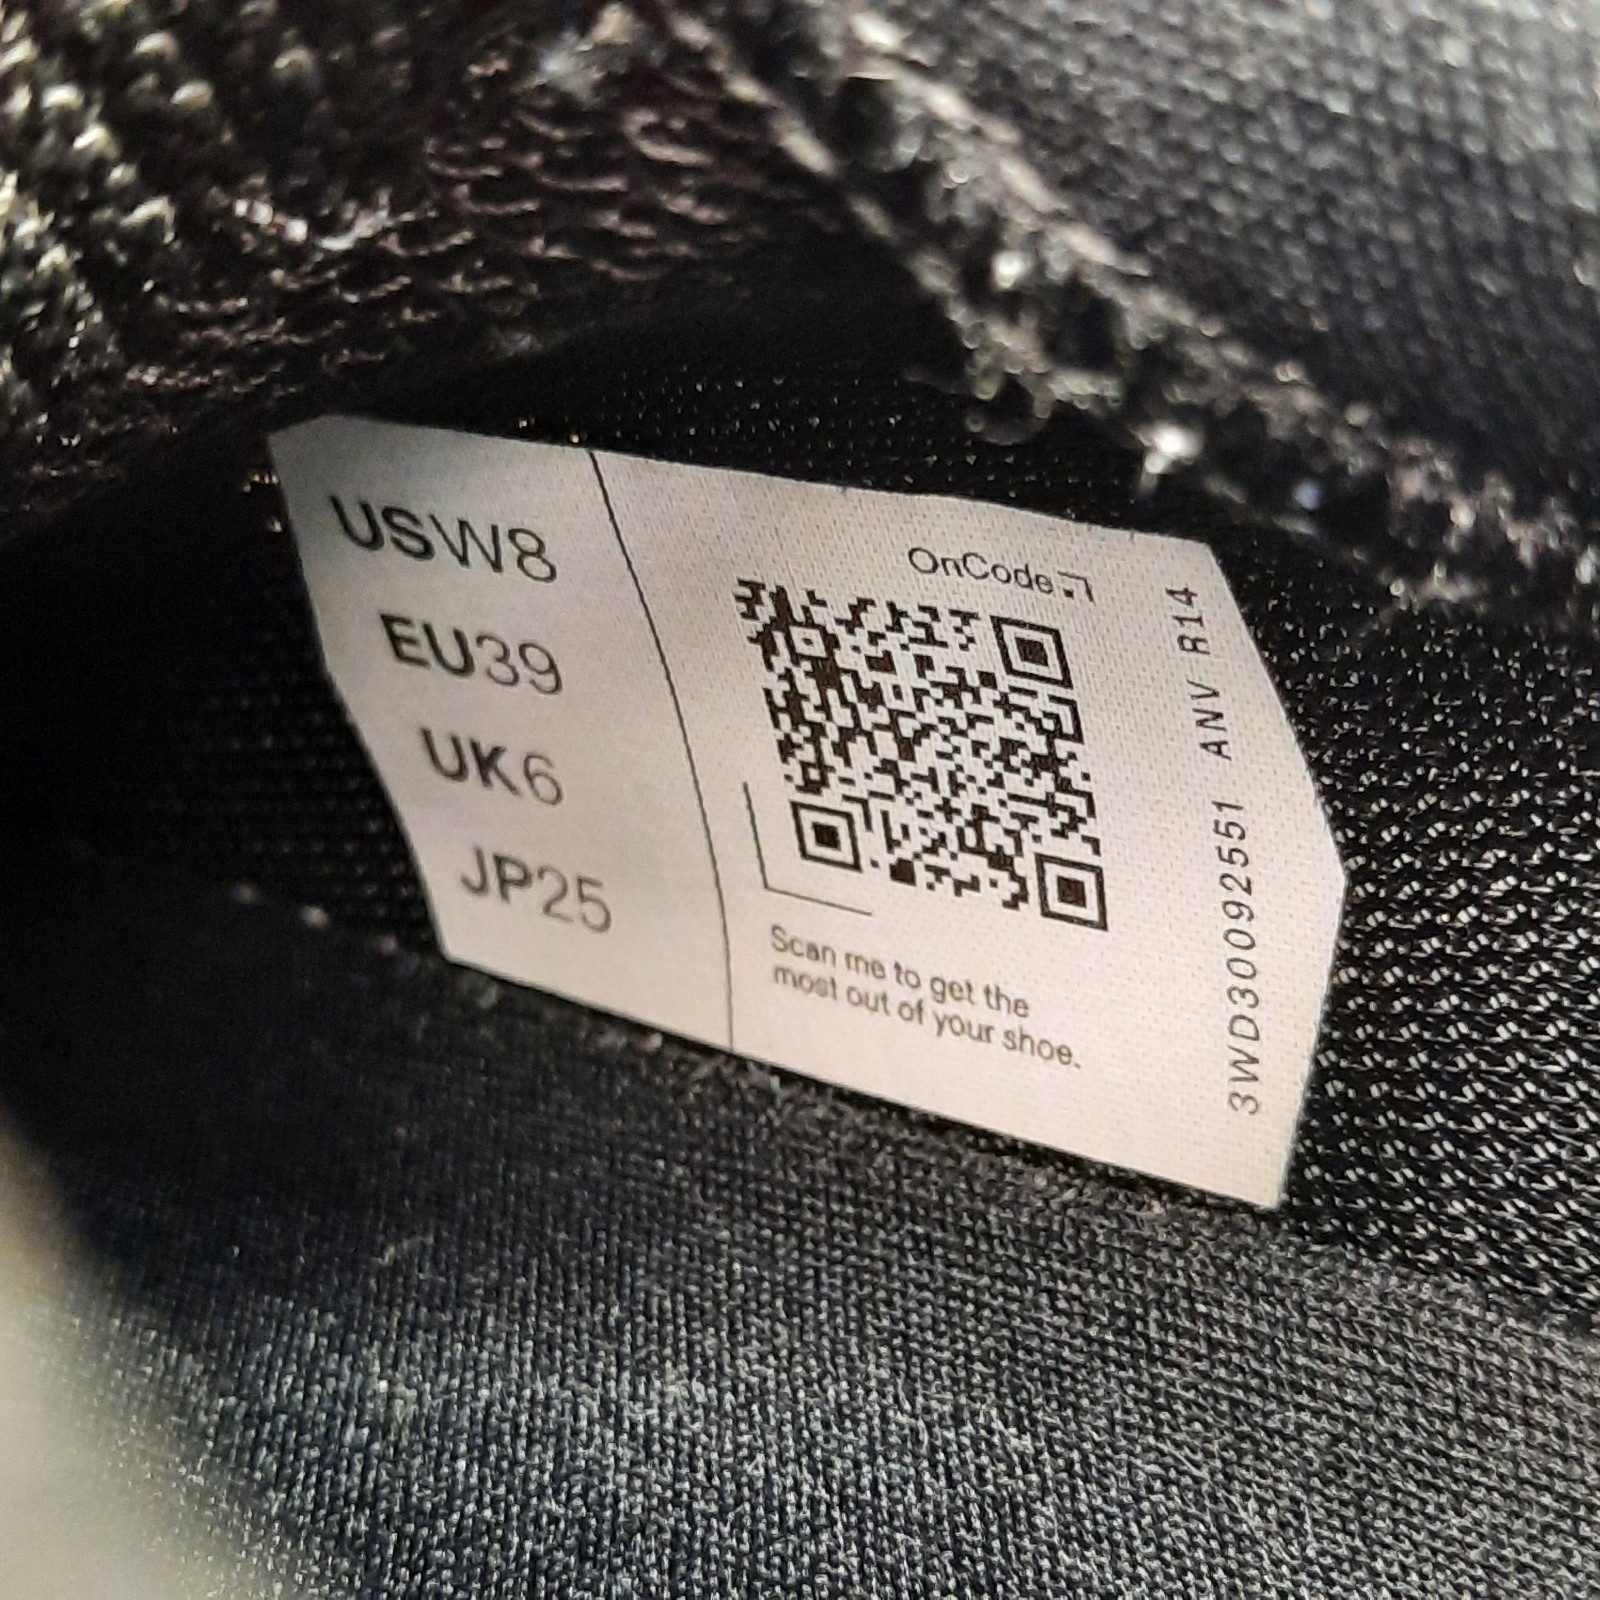 USW8
EU39
UK6
JP25
OnCode
Scan me to get the
most out of your shoe.
3WD30092551 ANV R14